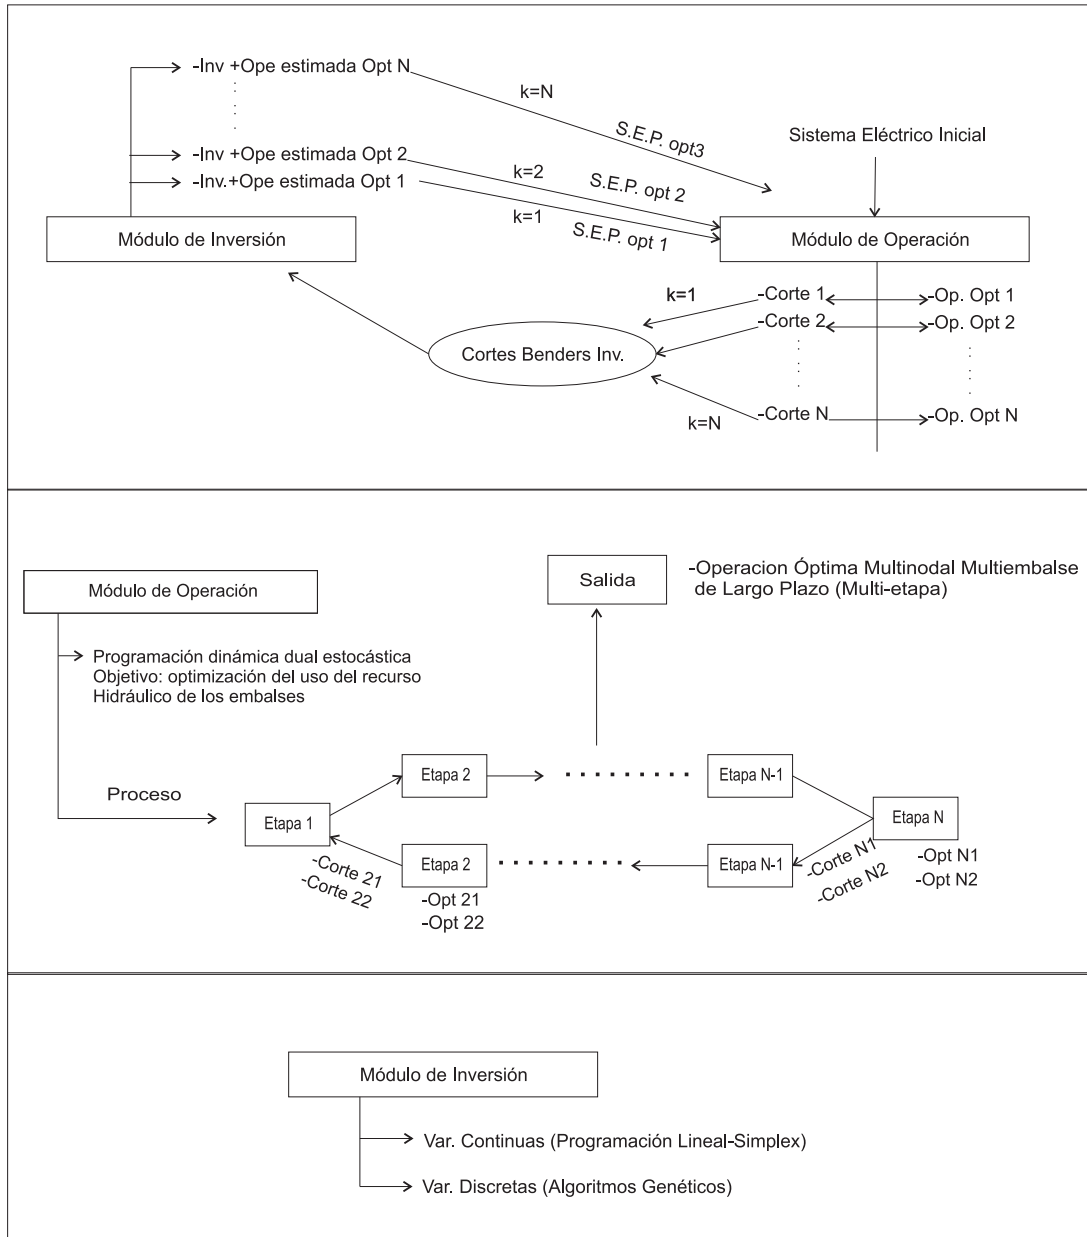 -Inv +Ope estimada Opt N
k=N
S.E.P. opt3
Sistema Eléctrico Inicial
-Inv +Ope estimada Opt 2
k=2
S.E.P. opt 2
-Inv.+Ope estimada Opt 1
k=1
S.E.P. opt 1
Módulo de Inversión
Módulo de Operación
k=1
-Corte 1
-Op. Opt 1
-Corte 2
-Op. Opt 2
Cortes Benders Inv.
k=N
-Corte N
-Op. Opt N
Módulo de Operación
Salida
-Operacion Óptima Multinodal Multiembalse
de Largo Plazo (Multi-etapa)
Programación dinámica dual estocástica
Objetivo: optimización del uso del recurso
Hidráulico de los embalses
Proceso
Etapa 1
Etapa 2
Etapa N-1
Etapa N
Etapa 2
Etapa N-1
-Corte 21
-Corte 22
-Opt 21
-Opt 22
-Corte N1
-Corte N2
-Opt N1
-Opt N2
Módulo de Inversión
Var. Continuas (Programación Lineal-Simplex)
Var. Discretas (Algoritmos Genéticos)